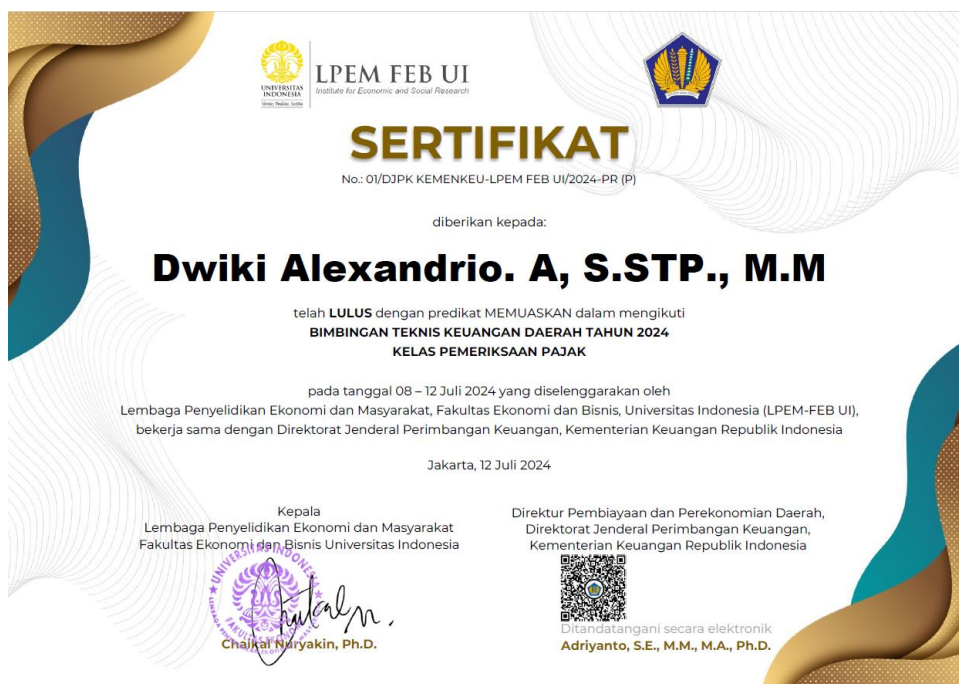 UNIVERSITAS
INDONESIA
Veritas, Probitas, Iustitia
LPEM FEB UI
Institute for Economic and Social Research
SERTIFIKAT
No.: 01/DJPK KEMENKEU-LPEM FEB UI/2024-PR (P)
diberikan kepada:
Dwiki Alexandrio. A, S.STP., M.M
telah LULUS dengan predikat MEMUASKAN dalam mengikuti
BIMBINGAN TEKNIS KEUANGAN DAERAH TAHUN 2024
KELAS PEMERIKSAAN PAJAK
pada tanggal 08 – 12 Juli 2024 yang diselenggarakan oleh
Lembaga Penyelidikan Ekonomi dan Masyarakat, Fakultas Ekonomi dan Bisnis, Universitas Indonesia (LPEM-FEB UI),
bekerja sama dengan Direktorat Jenderal Perimbangan Keuangan, Kementerian Keuangan Republik Indonesia
Jakarta, 12 Juli 2024
Kepala
Lembaga Penyelidikan Ekonomi dan Masyarakat
Fakultas Ekonomi dan Bisnis Universitas Indonesia
UNIVERSITAS INDONESIA
Chaikal Nuryakin, Ph.D.
Direktur Pembiayaan dan Perekonomian Daerah,
Direktorat Jenderal Perimbangan Keuangan,
Kementerian Keuangan Republik Indonesia
Ditandatangani secara elektronik
Adriyanto, S.E., M.M., M.A., Ph.D.